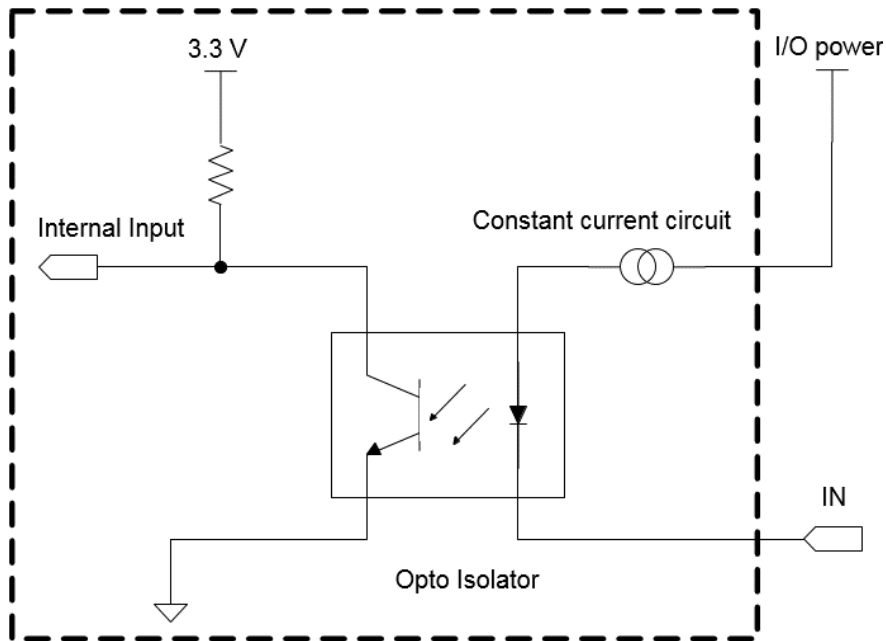 3.3 V
I/O power
Internal Input
Constant current circuit
IN
Opto Isolator